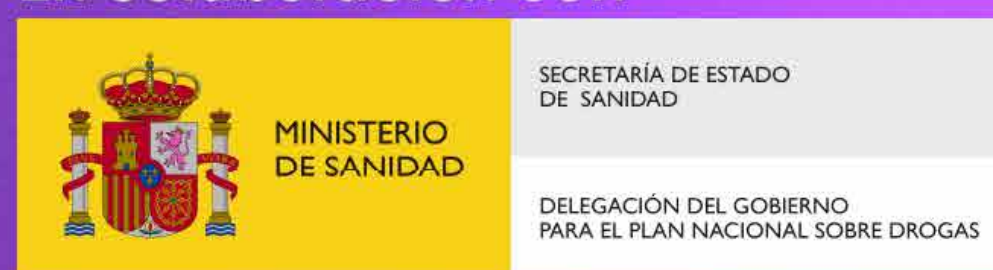 MINISTERIO
DE SANIDAD
SECRETARÍA DE ESTADO
DE SANIDAD
DELEGACIÓN DEL GOBIERNO
PARA EL PLAN NACIONAL SOBRE DROGAS